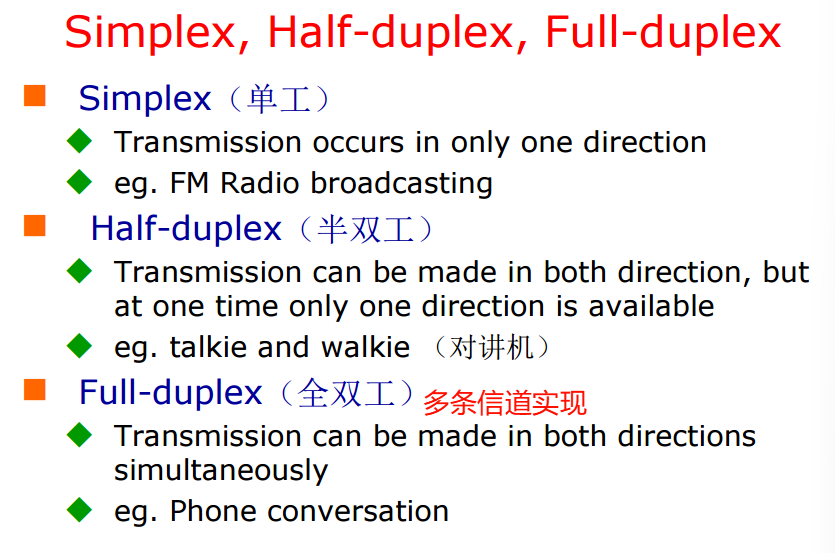 Simplex, Half-duplex, Full-duplex
Simplex（单工）
Transmission occurs in only one direction
eg. FM Radio broadcasting
Half-duplex（半双工）
Transmission can be made in both direction, but
at one time only one direction is available
eg. talkie and walkie （对讲机）
Full-duplex（全双工）多条信道实现
Transmission can be made in both directions
simultaneously
eg. Phone conversation